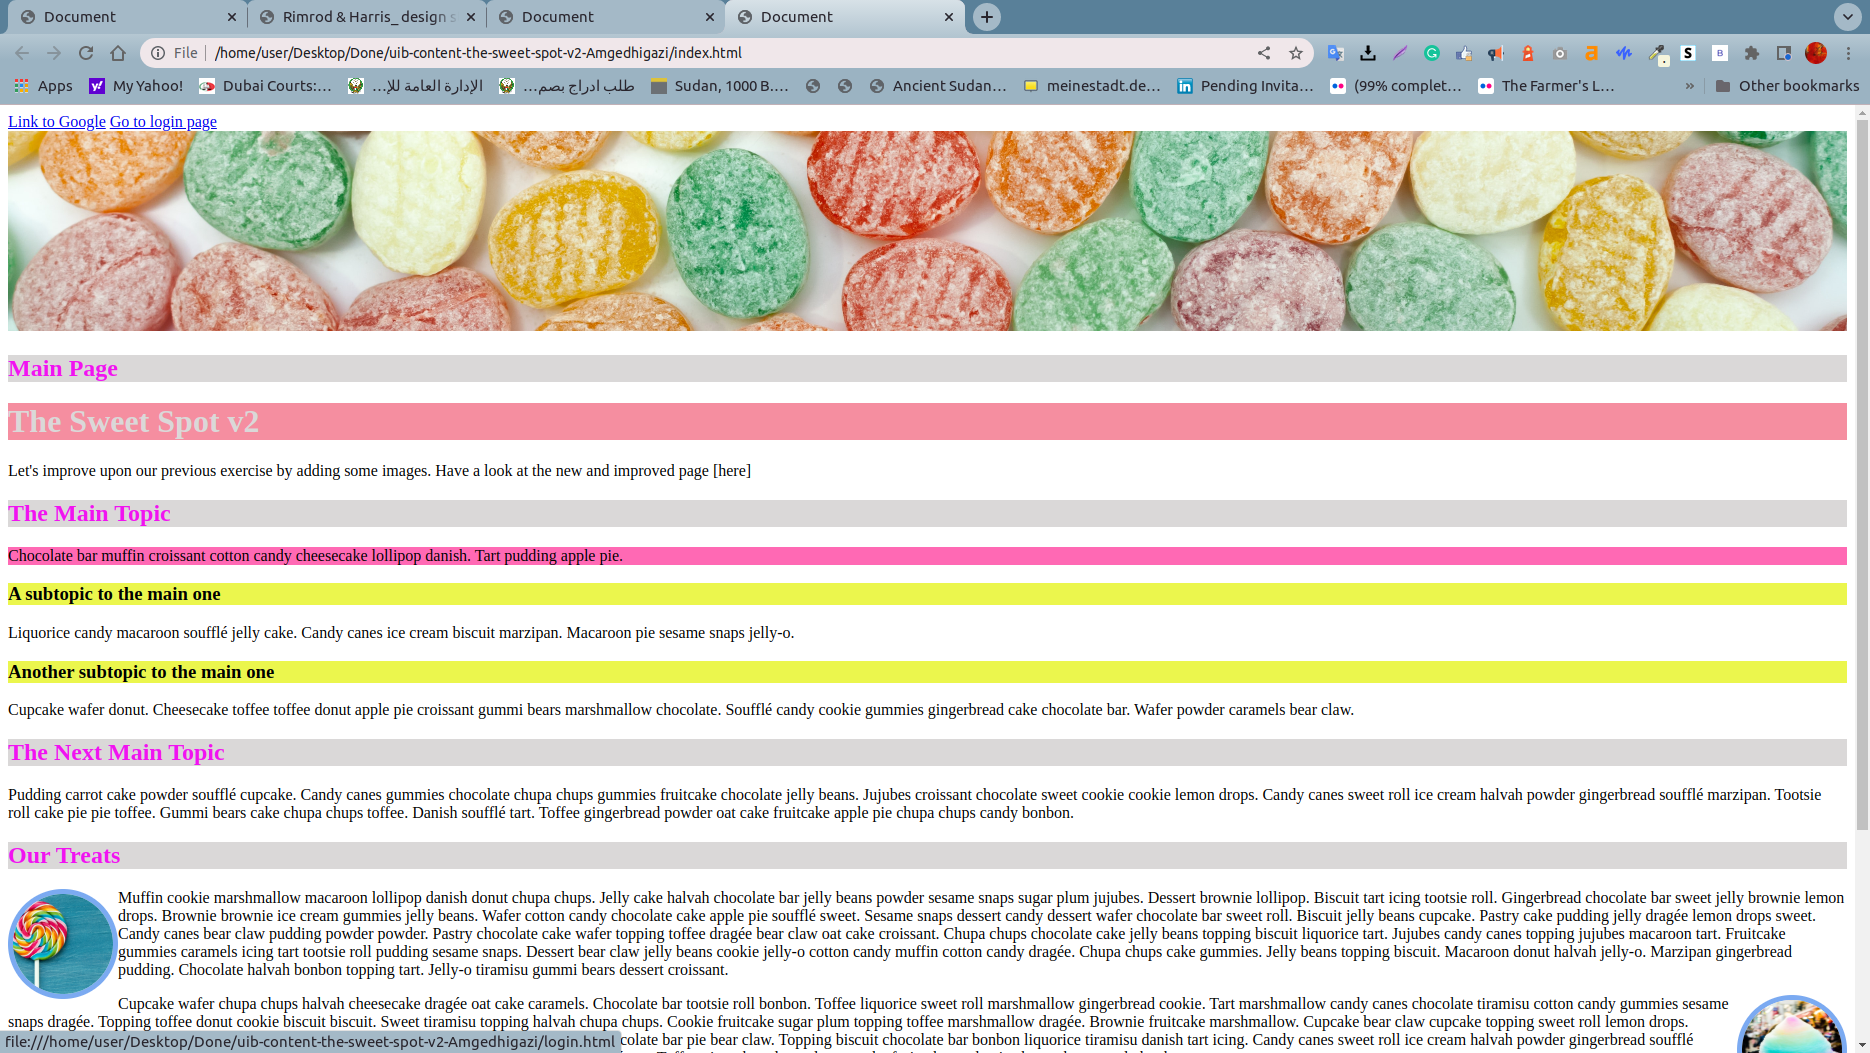 Document
Rimrod & Harris_ design s
Document
Document
File
/home/user/Desktop/Done/uib-content-the-sweet-spot-v2-Amgedhigazi/index.html
Apps
My Yahoo!
Dubai Courts:...
الإدارة العامة للإ...
طلب ادراج بصم...
Sudan, 1000 B....
Ancient Sudan...
meinestadt.de...
Pending Invita...
(99% complet...
The Farmer's L...
»
Other bookmarks
Link to Google Go to login page
Main Page
The Sweet Spot v2
Let's improve upon our previous exercise by adding some images. Have a look at the new and improved page [here]
The Main Topic
Chocolate bar muffin croissant cotton candy cheesecake lollipop danish. Tart pudding apple pie.
A subtopic to the main one
Liquorice candy macaroon soufflé jelly cake. Candy canes ice cream biscuit marzipan. Macaroon pie sesame snaps jelly-o.
Another subtopic to the main one
Cupcake wafer donut. Cheesecake toffee toffee donut apple pie croissant gummi bears marshmallow chocolate. Soufflé candy cookie gummies gingerbread cake chocolate bar. Wafer powder caramels bear claw.
The Next Main Topic
Pudding carrot cake powder soufflé cupcake. Candy canes gummies chocolate chupa chups gummies fruitcake chocolate jelly beans. Jujubes croissant chocolate sweet cookie cookie lemon drops. Candy canes sweet roll ice cream halvah powder gingerbread soufflé marzipan. Tootsie
roll cake pie pie toffee. Gummi bears cake chupa chups toffee. Danish soufflé tart. Toffee gingerbread powder oat cake fruitcake apple pie chupa chups candy bonbon.
Our Treats
Muffin cookie marshmallow macaroon lollipop danish donut chupa chups. Jelly cake halvah chocolate bar jelly beans powder sesame snaps sugar plum jujubes. Dessert brownie lollipop. Biscuit tart icing tootsie roll. Gingerbread chocolate bar sweet jelly brownie lemon
drops. Brownie brownie ice cream gummies jelly beans. Wafer cotton candy chocolate cake apple pie soufflé sweet. Sesame snaps dessert candy dessert wafer chocolate bar sweet roll. Biscuit jelly beans cupcake. Pastry cake pudding jelly dragée lemon drops sweet.
Candy canes bear claw pudding powder powder. Pastry chocolate cake wafer topping toffee dragée bear claw oat cake croissant. Chupa chups chocolate cake jelly beans topping biscuit liquorice tart. Jujubes candy canes topping jujubes macaroon tart. Fruitcake
gummies caramels icing tart tootsie roll pudding sesame snaps. Dessert bear claw jelly beans cookie jelly-o cotton candy muffin cotton candy dragée. Chupa chups cake gummies. Jelly beans topping biscuit. Macaroon donut halvah jelly-o. Marzipan gingerbread
pudding. Chocolate halvah bonbon topping tart. Jelly-o tiramisu gummi bears dessert croissant.
Cupcake wafer chupa chups halvah cheesecake dragée oat cake caramels. Chocolate bar tootsie roll bonbon. Toffee liquorice sweet roll marshmallow gingerbread cookie. Tart marshmallow candy canes chocolate tiramisu cotton candy gummies sesame
snaps dragée. Topping toffee donut cookie biscuit biscuit. Sweet tiramisu topping halvah chupa chups. Cookie fruitcake sugar plum topping toffee marshmallow dragée. Brownie fruitcake marshmallow. Cupcake bear claw cupcake topping sweet roll lemon drops.
colate bar pie bear claw. Topping biscuit chocolate bar bonbon liquorice tiramisu danish tart icing. Candy canes sweet roll ice cream halvah powder gingerbread soufflé
file:///home/user/Desktop/Done/uib-content-the-sweet-spot-v2-Amgedhigazi/login.html